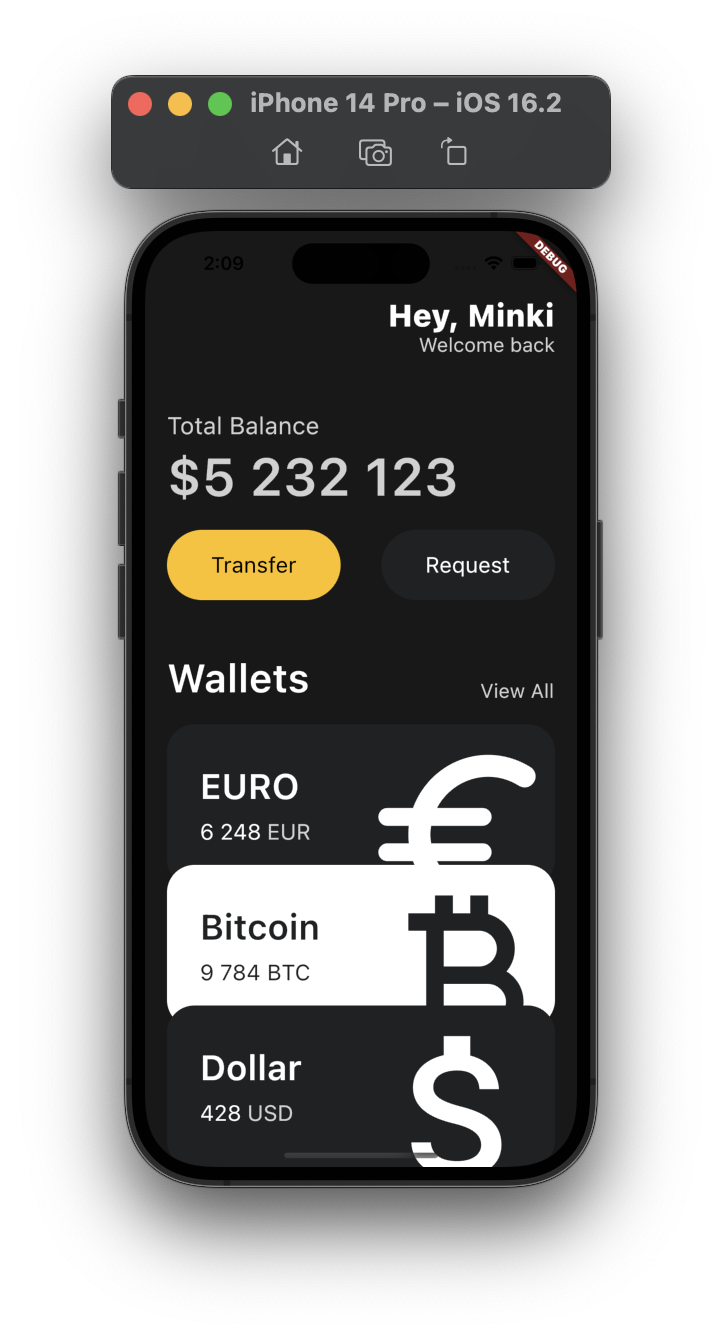 iPhone 14 Pro – iOS 16.2
2:09
DEBUG
Hey, Minki
Welcome back
Total Balance
$5 232 123
Transfer
Request
Wallets
View All
EURO
6 248 EUR
€
Bitcoin
9 784 BTC
₿
Dollar
428 USD
$